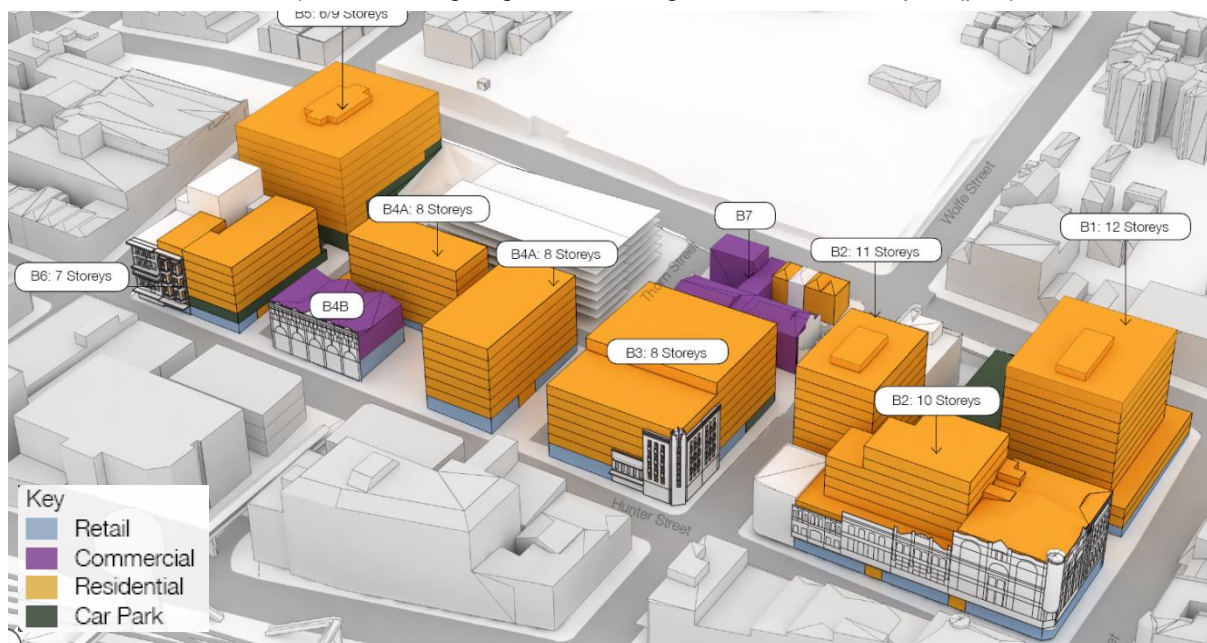 B5: 6/9 Storeys
B4A: 8 Storeys
B7
Wolfe Street
B1: 12 Storeys
B6: 7 Storeys
B4A: 8 Storeys
Thorn Street
B2: 11 Storeys
B4B
B3: 8 Storeys
B2: 10 Storeys
Hunter Street
Key
Retail
Commercial
Residential
Car Park